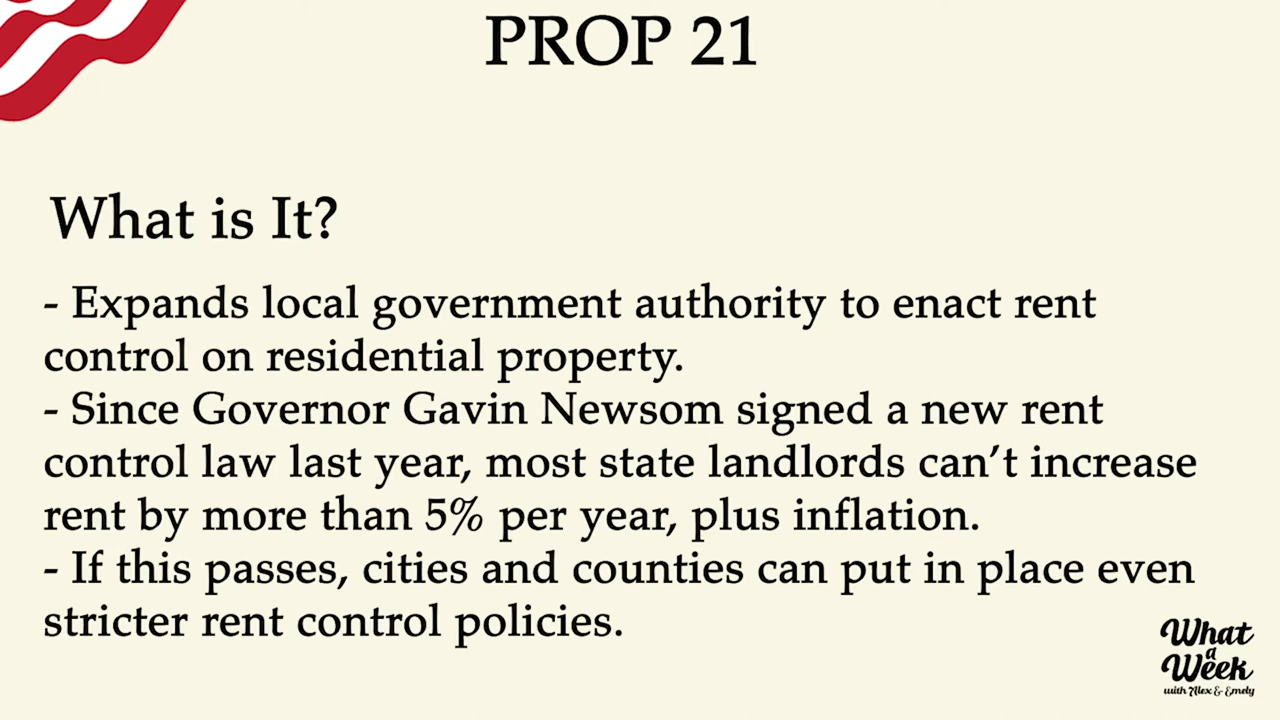 PROP 21
What is It?
- Expands local government authority to enact rent
control on residential property.
- Since Governor Gavin Newsom signed a new rent
control law last year, most state landlords can’t increase
rent by more than 5% per year, plus inflation.
- If this passes, cities and counties can put in place even
stricter rent control policies.
What
a
Week
with Alex & Emely